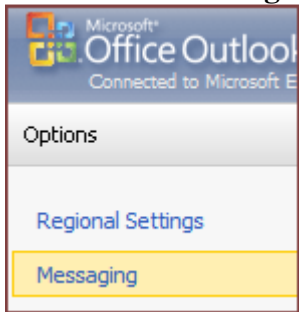 Microsoft
Office Outlook
Connected to Microsoft E
Options
Regional Settings
Messaging